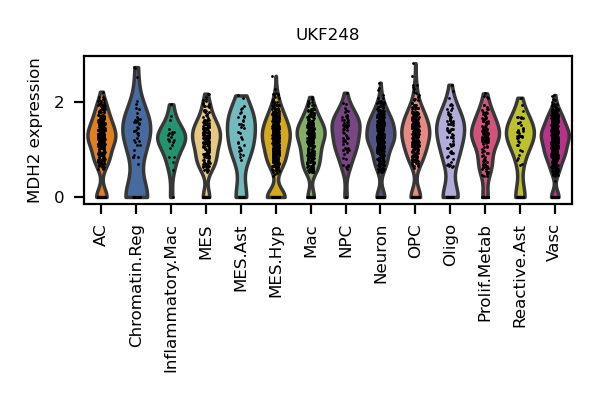 UKF248
MDH2 expression
2
0
AC
Chromatin.Reg
Inflammatory.Mac
MES
MES.Ast
MES.Hyp
Mac
NPC
Neuron
OPC
Oligo
Prolif.Metab
Reactive.Ast
Vasc